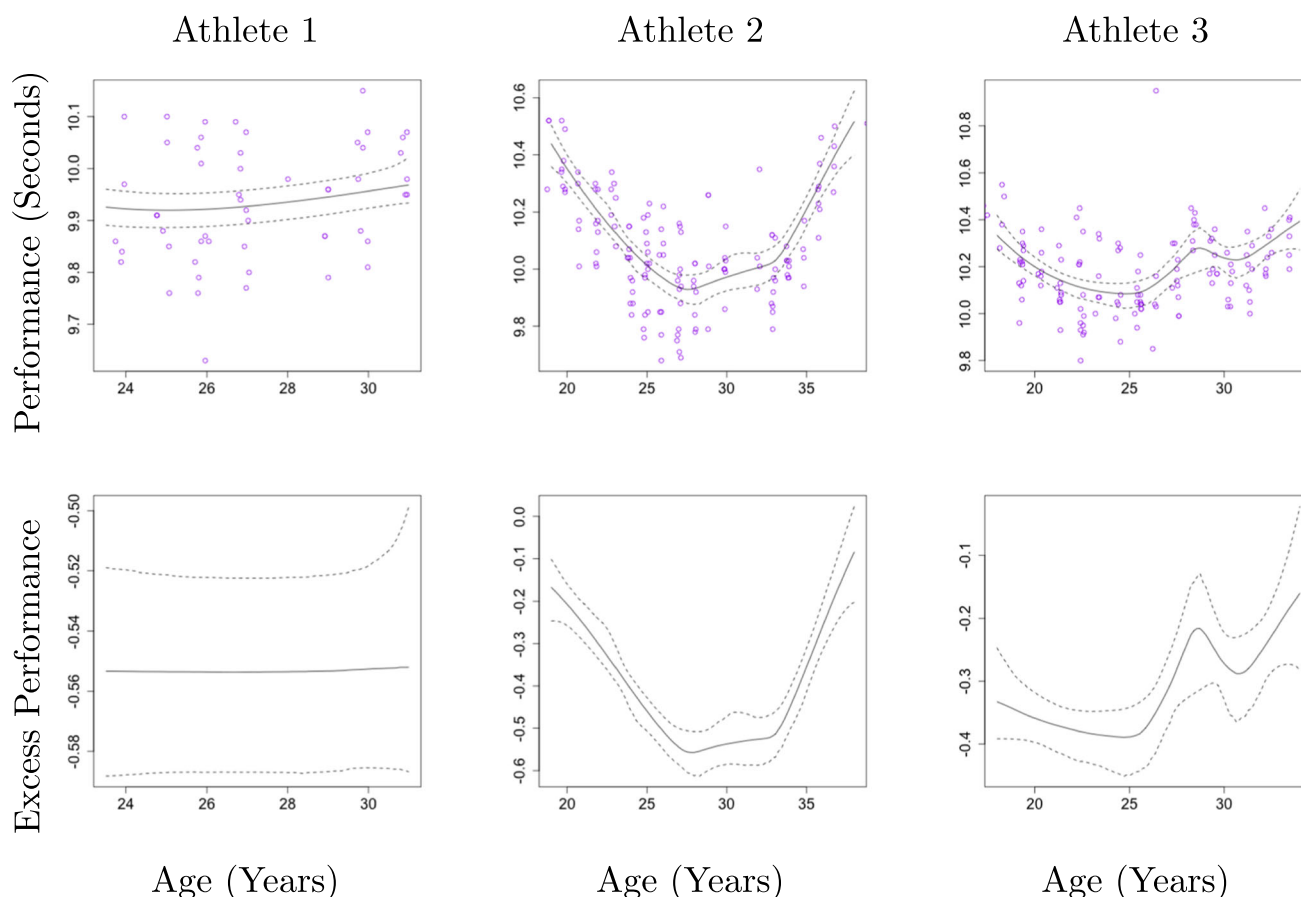 Athlete 1
Athlete 2
Athlete 3
Performance (Seconds)
10.1
10.0
9.9
9.8
9.7
24 26 28 30
10.6
10.4
10.2
10.0
9.8
20 25 30 35
10.8
10.6
10.4
10.2
10.0
9.8
20 25 30
Excess Performance
-0.50
-0.52
-0.54
-0.56
-0.58
24 26 28 30
0.0
-0.1
-0.2
-0.3
-0.4
-0.5
-0.6
20 25 30 35
-0.1
-0.2
-0.3
-0.4
20 25 30
Age (Years)
Age (Years)
Age (Years)